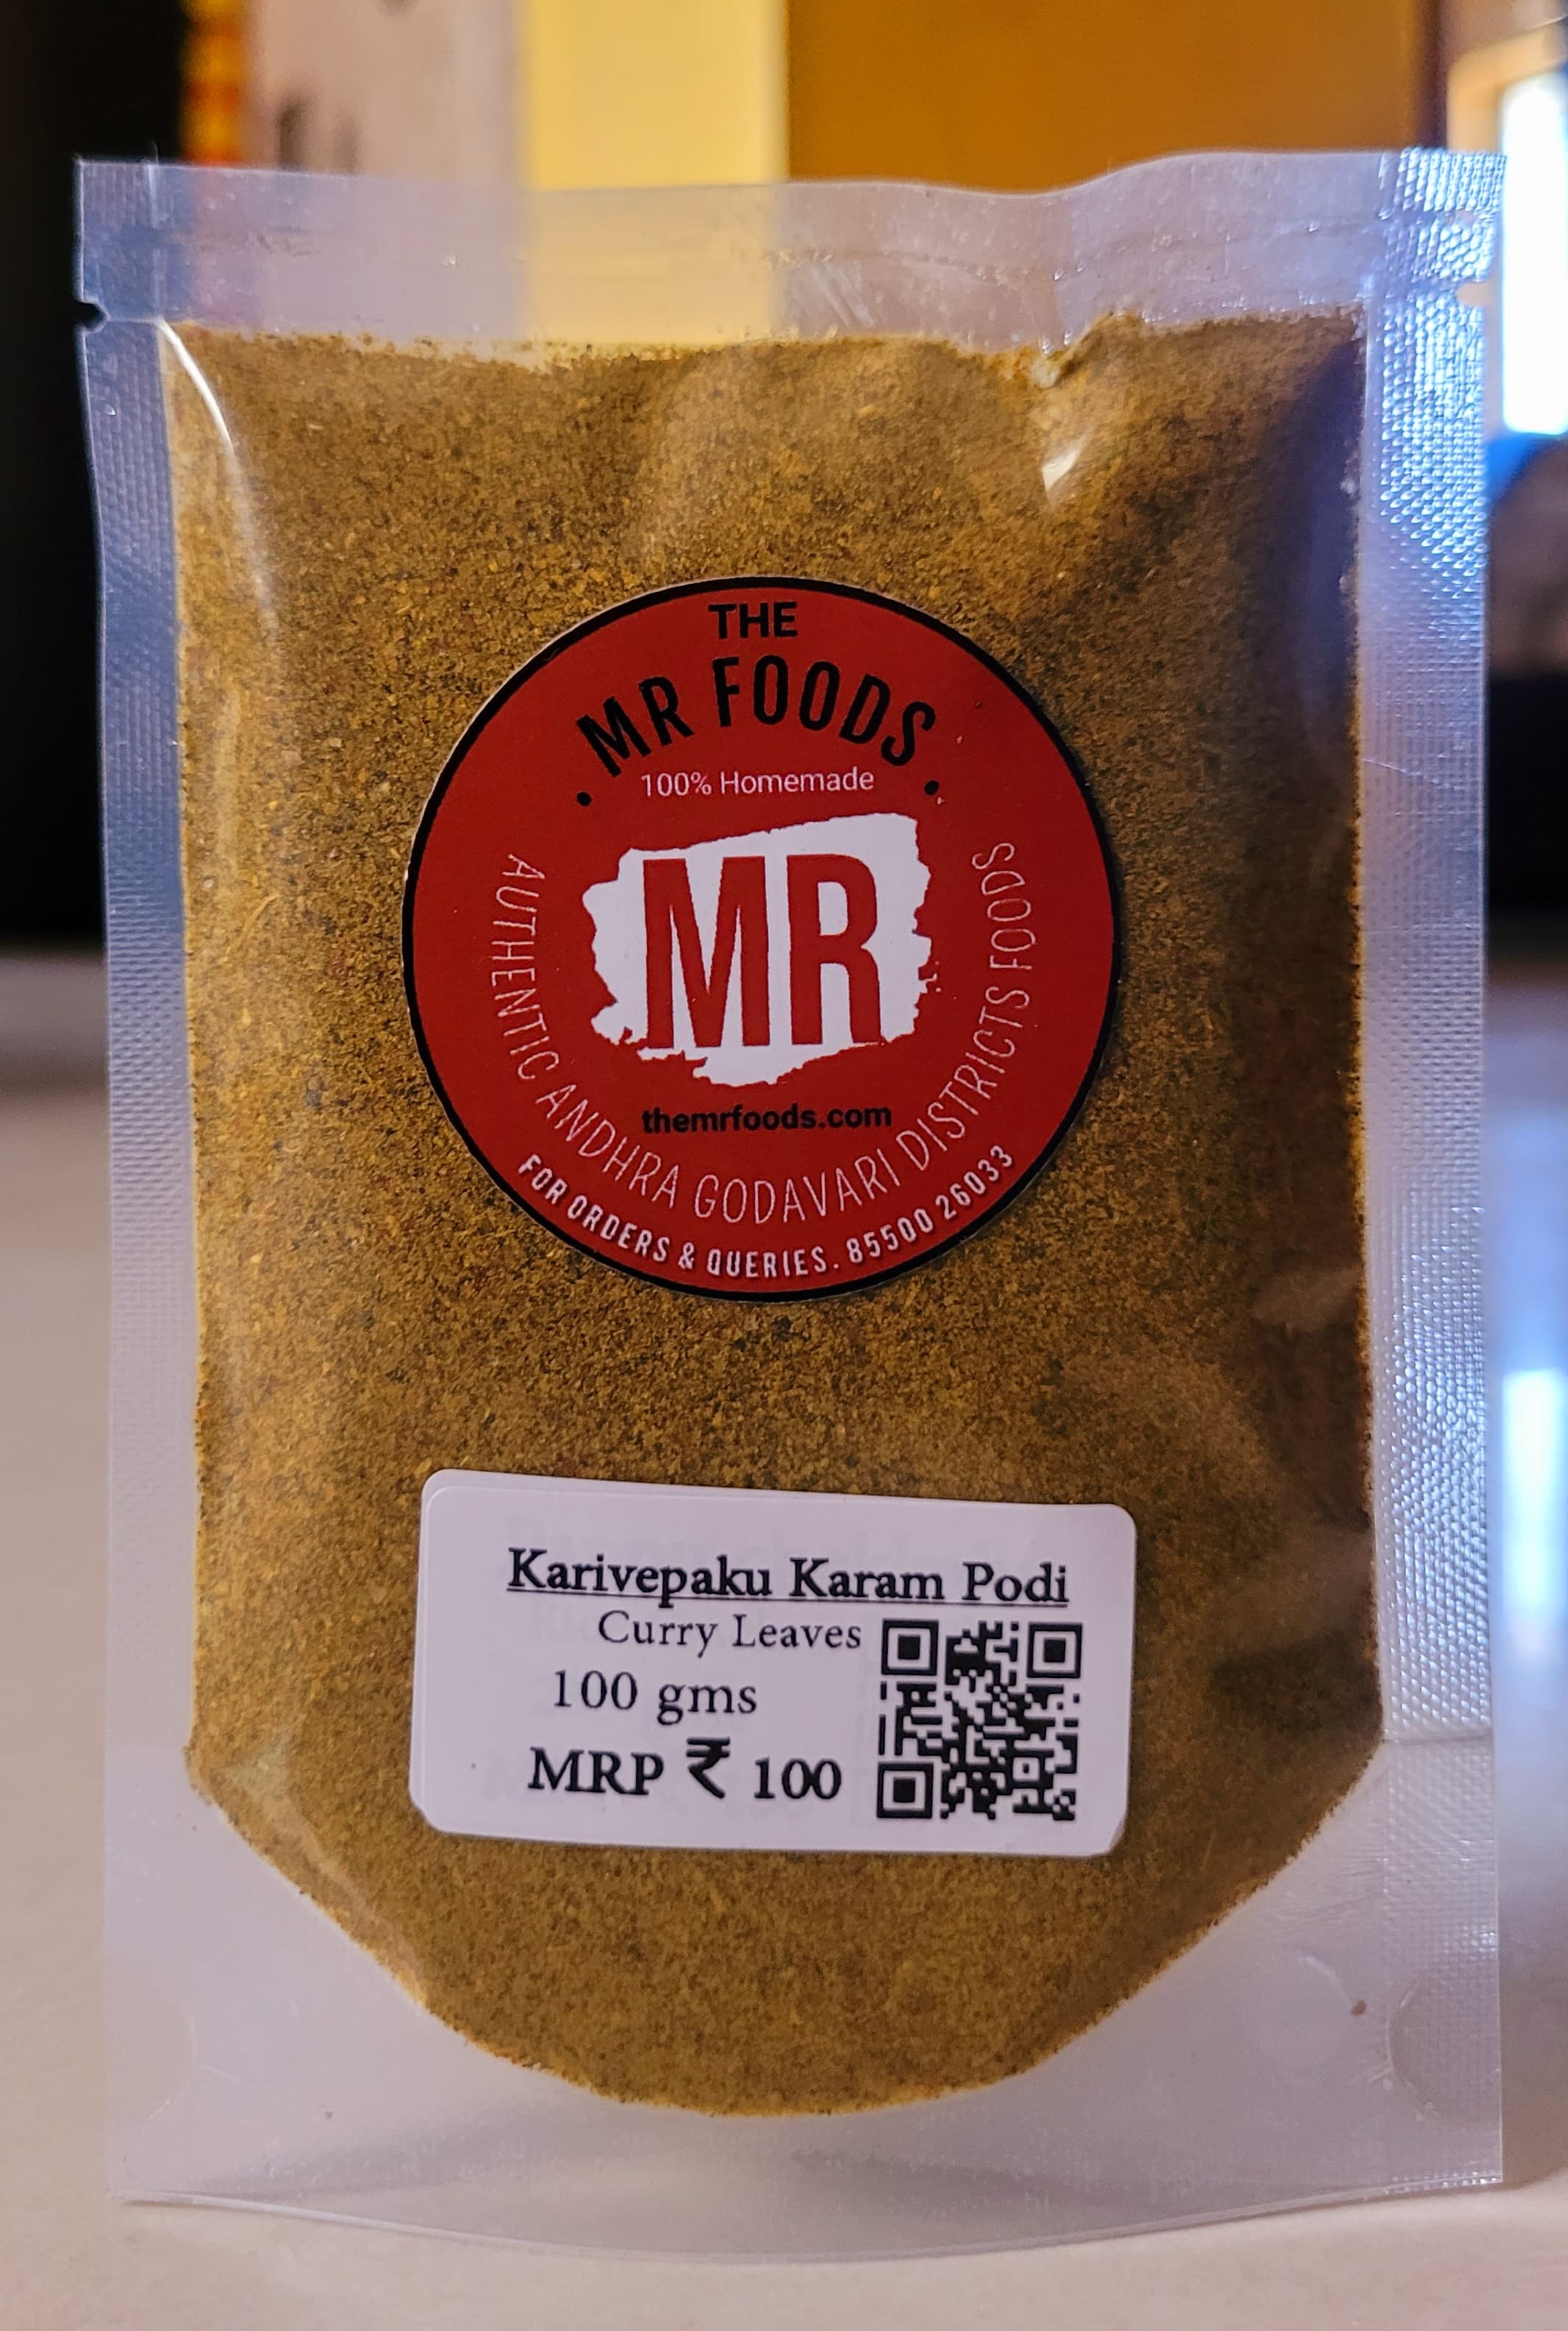 THE
MR FOODS
100% Homemade
MR
themrfoods.com
AUTHENTIC ANDHRA GODAVARI DISTRICTS FOODS
FOR ORDERS & QUERIES. 85500 26033
Karivepaku Karam Podi
Curry Leaves
100 gms
MRP ₹ 100